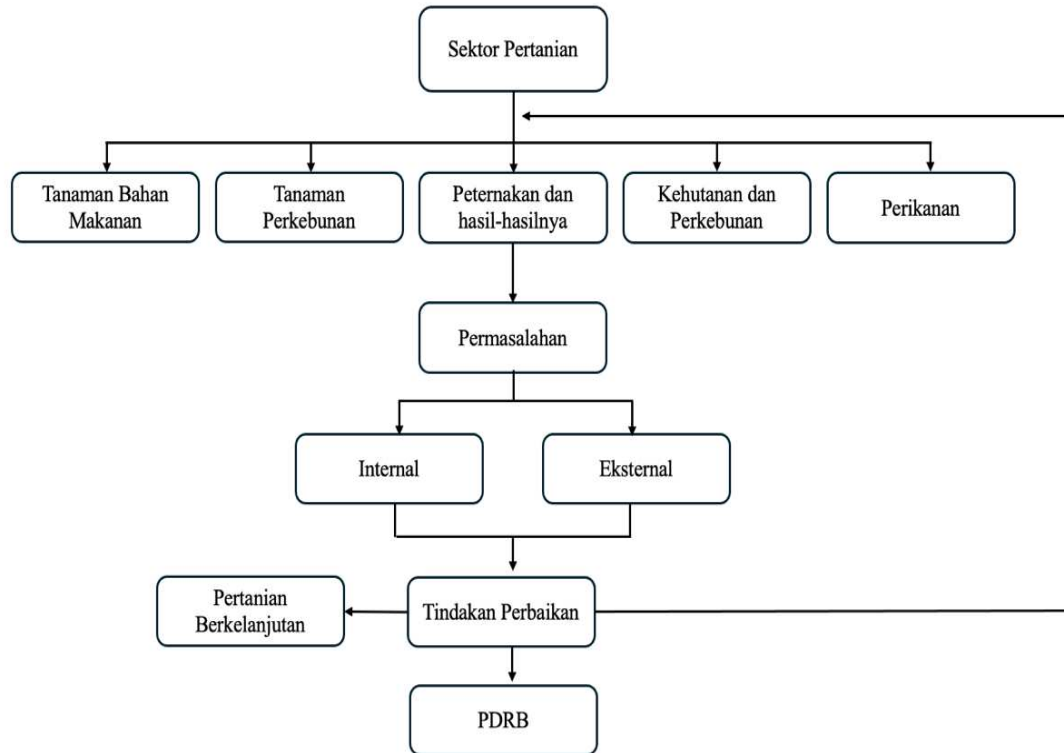 Sektor Pertanian
Tanaman Bahan
Makanan
Tanaman
Perkebunan
Peternakan dan
hasil-hasilnya
Kehutanan dan
Perkebunan
Perikanan
Permasalahan
Internal
Eksternal
Pertanian
Berkelanjutan
Tindakan Perbaikan
PDRB